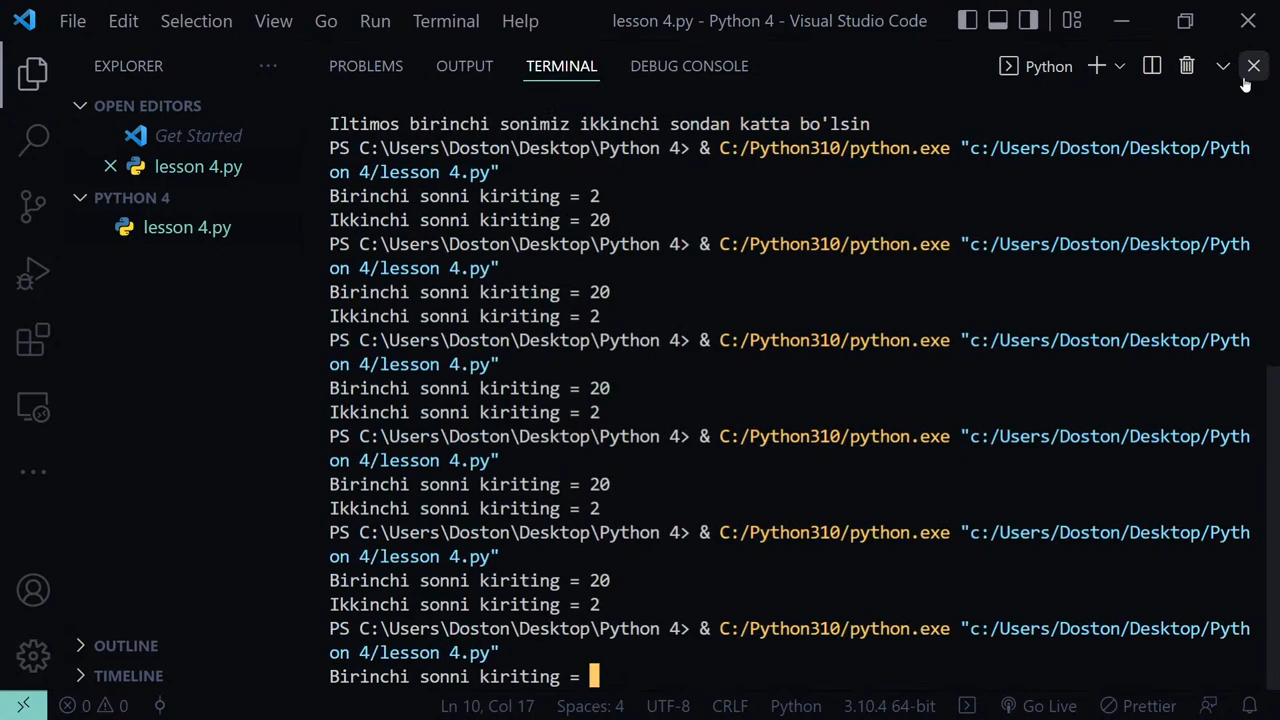 File Edit Selection View Go Run Terminal Help lesson 4.py - Python 4 - Visual Studio Code
EXPLORER
OPEN EDITORS
Get Started
lesson 4.py
PYTHON 4
lesson 4.py
OUTLINE
TIMELINE
PROBLEMS OUTPUT TERMINAL DEBUG CONSOLE Python
Iltimos birinchi sonimiz ikkinchi sondan katta bo'lsin
PS C:\Users\Doston\Desktop\Python 4> & C:/Python310/python.exe "c:/Users/Doston/Desktop/Pyth
on 4/lesson 4.py"
Birinchi sonni kiriting = 2
Ikkinchi sonni kiriting = 20
PS C:\Users\Doston\Desktop\Python 4> & C:/Python310/python.exe "c:/Users/Doston/Desktop/Pyth
on 4/lesson 4.py"
Birinchi sonni kiriting = 20
Ikkinchi sonni kiriting = 2
PS C:\Users\Doston\Desktop\Python 4> & C:/Python310/python.exe "c:/Users/Doston/Desktop/Pyth
on 4/lesson 4.py"
Birinchi sonni kiriting = 20
Ikkinchi sonni kiriting = 2
PS C:\Users\Doston\Desktop\Python 4> & C:/Python310/python.exe "c:/Users/Doston/Desktop/Pyth
on 4/lesson 4.py"
Birinchi sonni kiriting = 20
Ikkinchi sonni kiriting = 2
PS C:\Users\Doston\Desktop\Python 4> & C:/Python310/python.exe "c:/Users/Doston/Desktop/Pyth
on 4/lesson 4.py"
Birinchi sonni kiriting = 20
Ikkinchi sonni kiriting = 2
PS C:\Users\Doston\Desktop\Python 4> & C:/Python310/python.exe "c:/Users/Doston/Desktop/Pyth
on 4/lesson 4.py"
Birinchi sonni kiriting =
0 0 Ln 10, Col 17 Spaces: 4 UTF-8 CRLF Python 3.10.4 64-bit Go Live Prettier